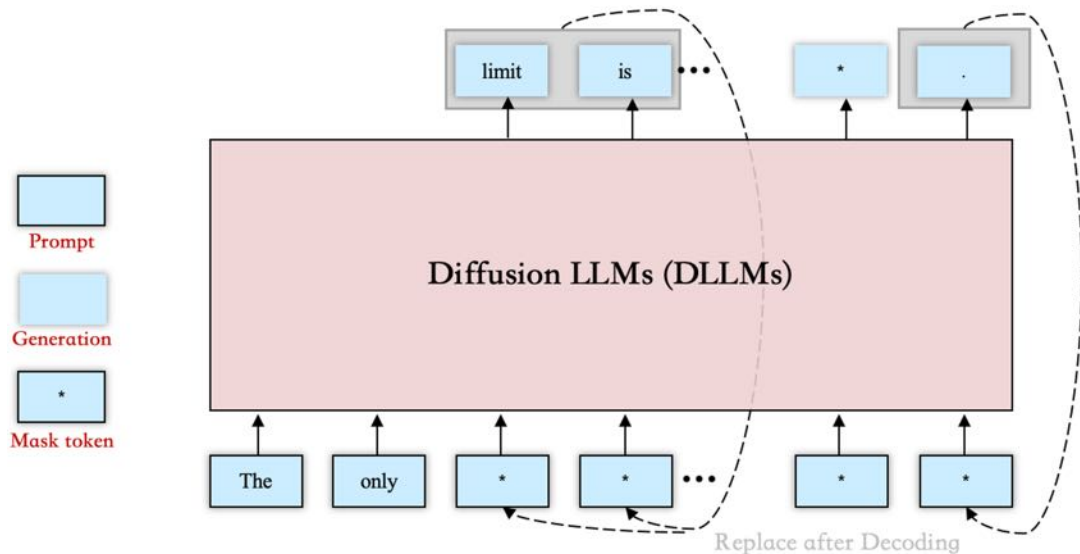 limit
is
•••
*
.
Prompt
Generation
*
Mask token
Diffusion LLMs (DLLMs)
The
only
*
*
•••
*
*
Replace after Decoding